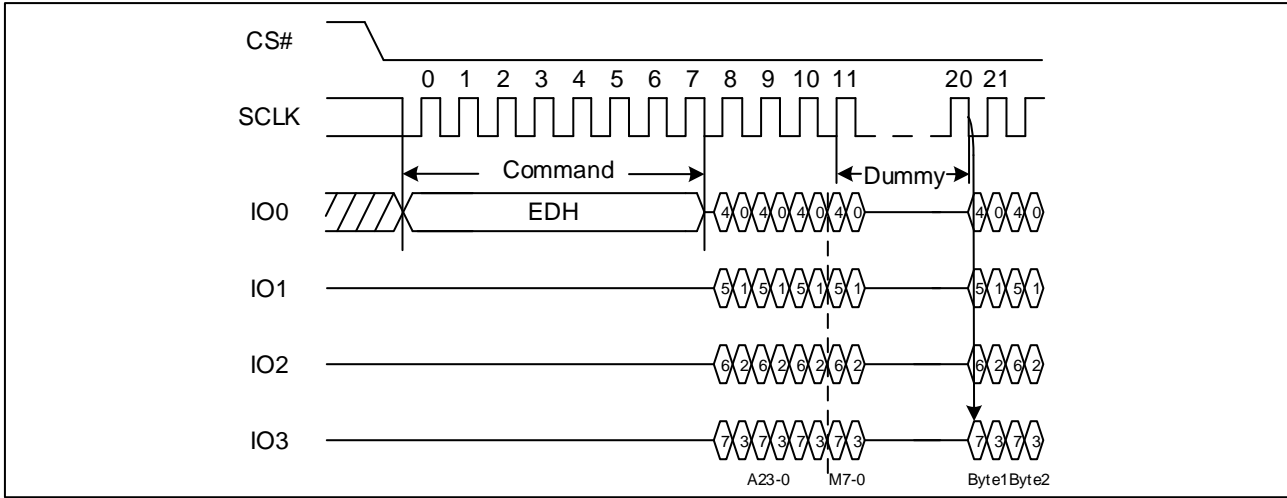 CS#
0 1 2 3 4 5 6 7 8 9 10 11 20 21
SCLK
Command
Dummy
IO0 EDH 4 0 4 0 4 0 4 0 4 0 4 0
IO1 5 1 5 1 5 1 5 1 5 1 5 1
IO2 6 2 6 2 6 2 6 2 6 2 6 2
IO3 7 3 7 3 7 3 7 3 7 3 7 3
A23-0 M7-0 Byte1 Byte2